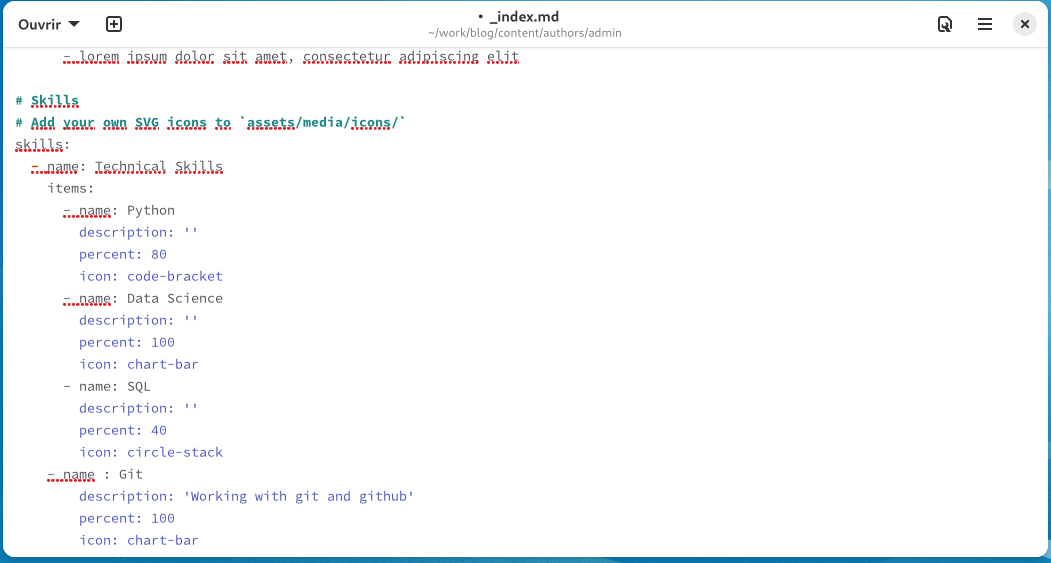 Ouvrir
• _index.md
~/work/blog/content/authors/admin
- lorem ipsum dolor sit amet, consectetur adipiscing elit
# Skills
# Add your own SVG icons to `assets/media/icons/`
skills:
- name: Technical Skills
items:
- name: Python
description: ''
percent: 80
icon: code-bracket
- name: Data Science
description: ''
percent: 100
icon: chart-bar
- name: SQL
description: ''
percent: 40
icon: circle-stack
- name : Git
description: 'Working with git and github'
percent: 100
icon: chart-bar